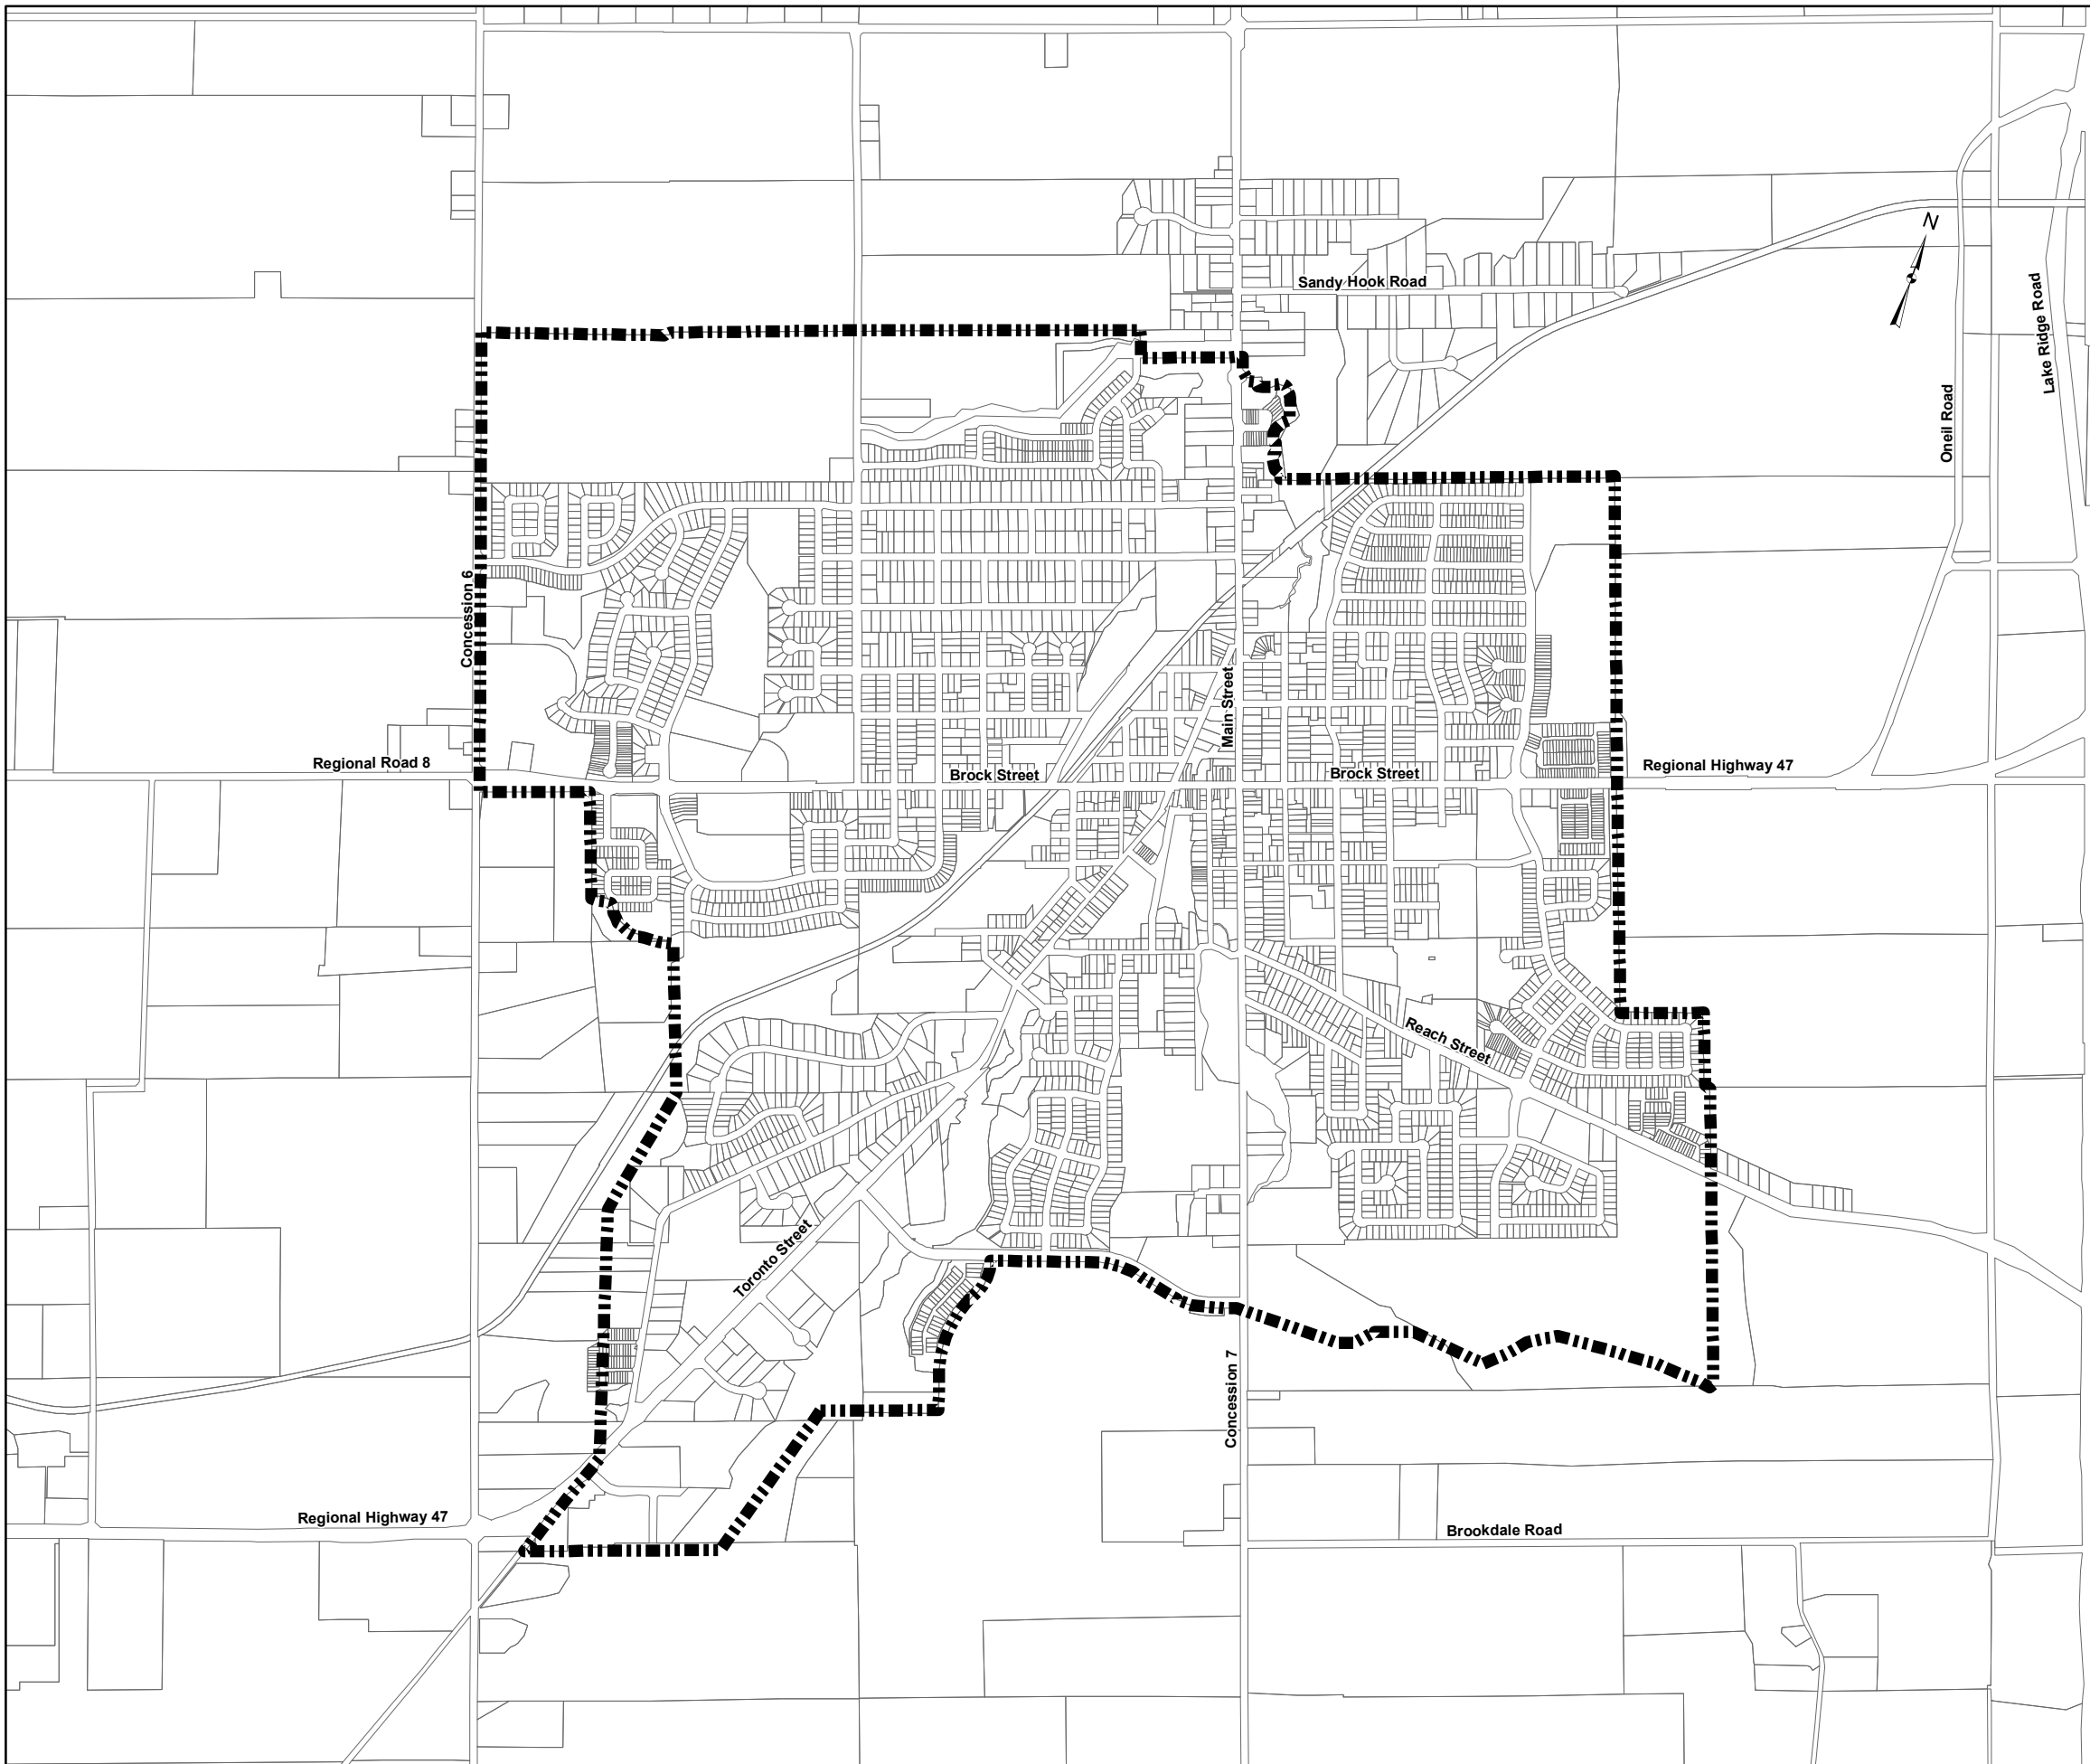 N
Sandy Hook Road
Lake Ridge Road
Oneil Road
Concession 6
Main Street
Regional Road 8
Brock Street
Brock Street
Regional Highway 47
Reach Street
Toronto Street
Concession 7
Regional Highway 47
Brookdale Road